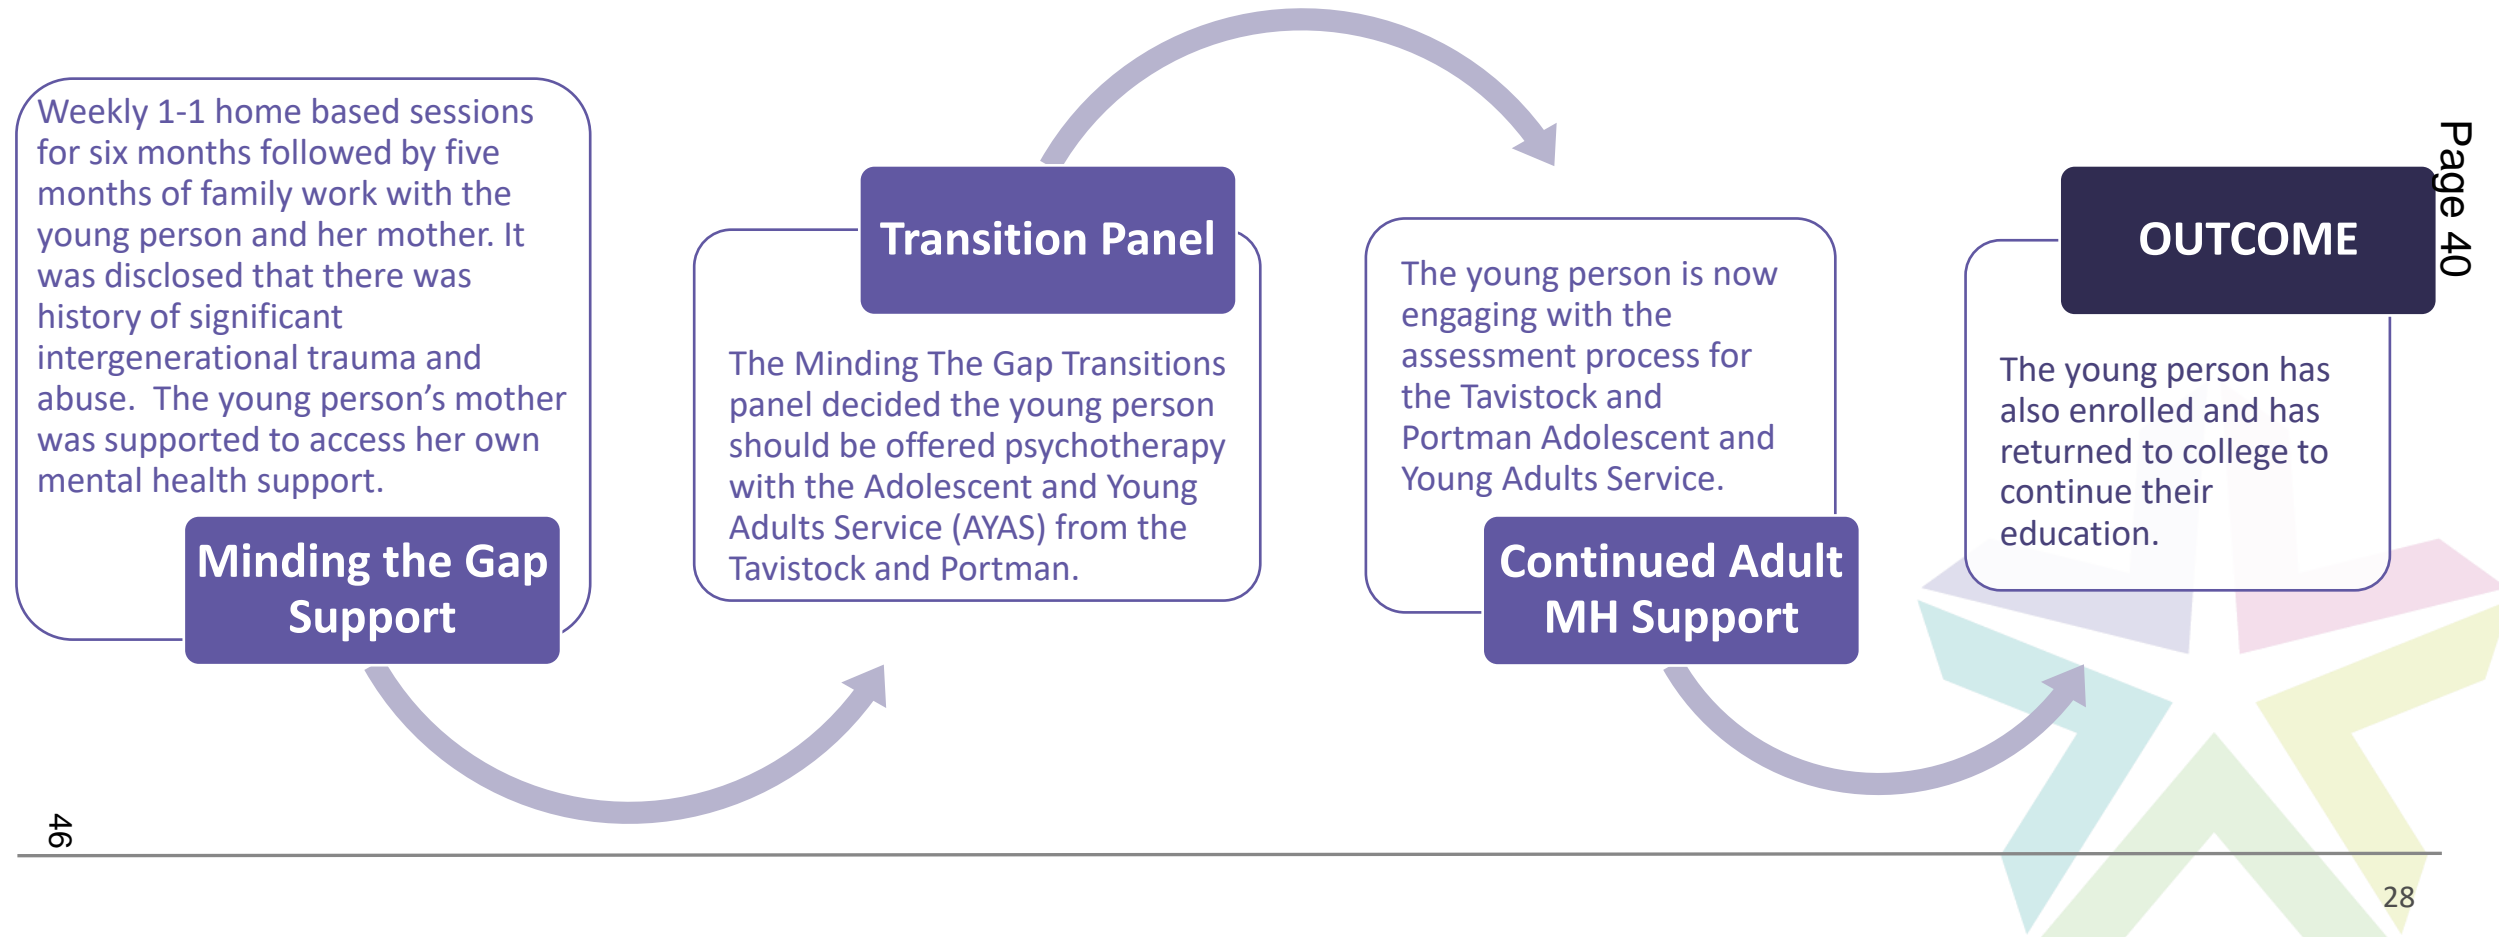 Weekly 1-1 home based sessions
for six months followed by five
months of family work with the
young person and her mother. It
was disclosed that there was
history of significant
intergenerational trauma and
abuse.  The young person’s mother
was supported to access her own
mental health support.
Minding the Gap
Support
Transition Panel
The Minding The Gap Transitions
panel decided the young person
should be offered psychotherapy
with the Adolescent and Young
Adults Service (AYAS) from the
Tavistock and Portman.
The young person is now
engaging with the
assessment process for
the Tavistock and
Portman Adolescent and
Young Adults Service.
Continued Adult
MH Support
OUTCOME
The young person has
also enrolled and has
returned to college to
continue their
education.
Page 40
46
28